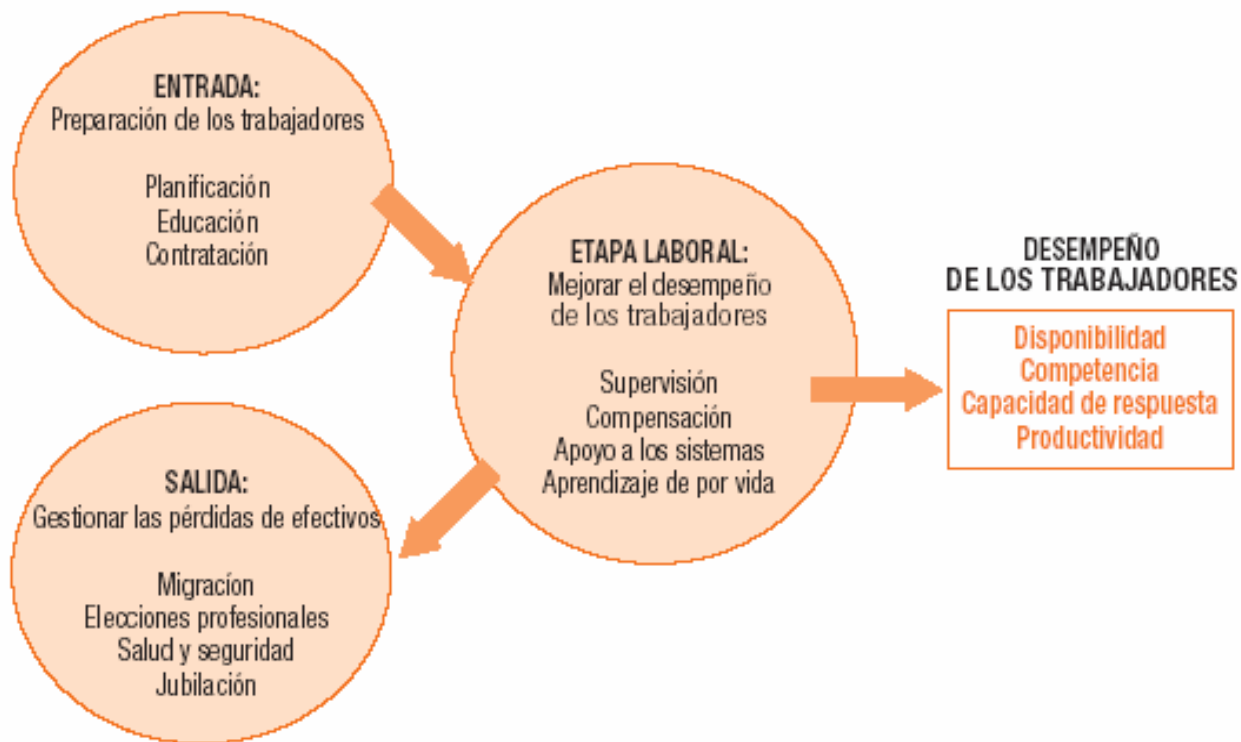 ENTRADA:
Preparación de los trabajadores
Planificación
Educación
Contratación
ETAPA LABORAL:
Mejorar el desempeño
de los trabajadores
Supervisión
Compensación
Apoyo a los sistemas
Aprendizaje de por vida
DESEMPEÑO
DE LOS TRABAJADORES
Disponibilidad
Competencia
Capacidad de respuesta
Productividad
SALIDA:
Gestionar las pérdidas de efectivos
Migracíon
Elecciones profesionales
Salud y seguridad
Jubilación